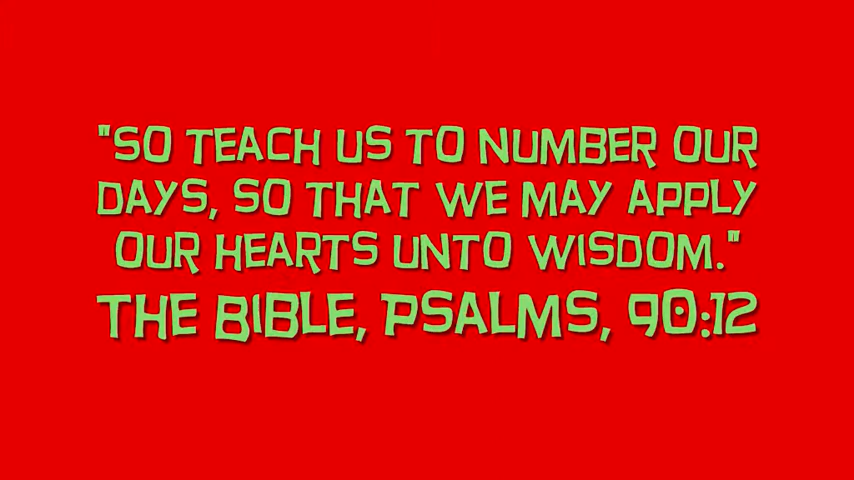 "SO TEACH US TO NUMBER OUR
DAYS, SO THAT WE MAY APPLY
OUR HEARTS UNTO WISDOM."
THE BIBLE, PSALMS, 90:12